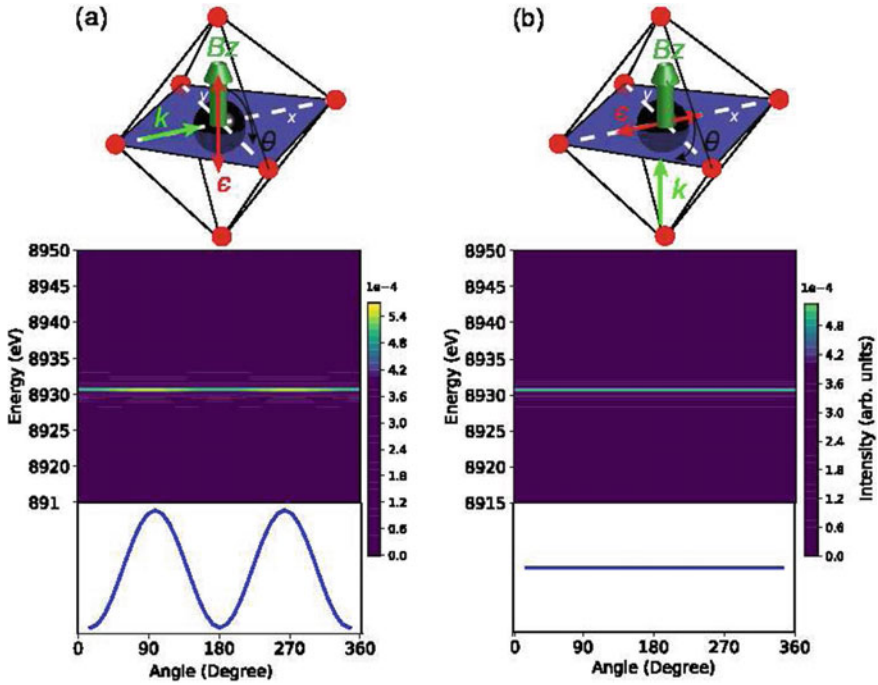 (a)
Bz
y
x
k
θ
ϵ
8950
8945
8940
8935
8930
8925
8920
891
Energy (eV)
1e−4
5.4
4.8
4.2
3.6
3.0
2.4
1.8
1.2
0.6
0.0
0 90 180 270 360
Angle (Degree)
(b)
Bz
y
x
ϵ
θ
k
8950
8945
8940
8935
8930
8925
8920
8915
Energy (eV)
1e−4
4.8
4.2
3.6
3.0
2.4
1.8
1.2
0.6
0.0
Intensity (arb. units)
0 90 180 270 360
Angle (Degree)